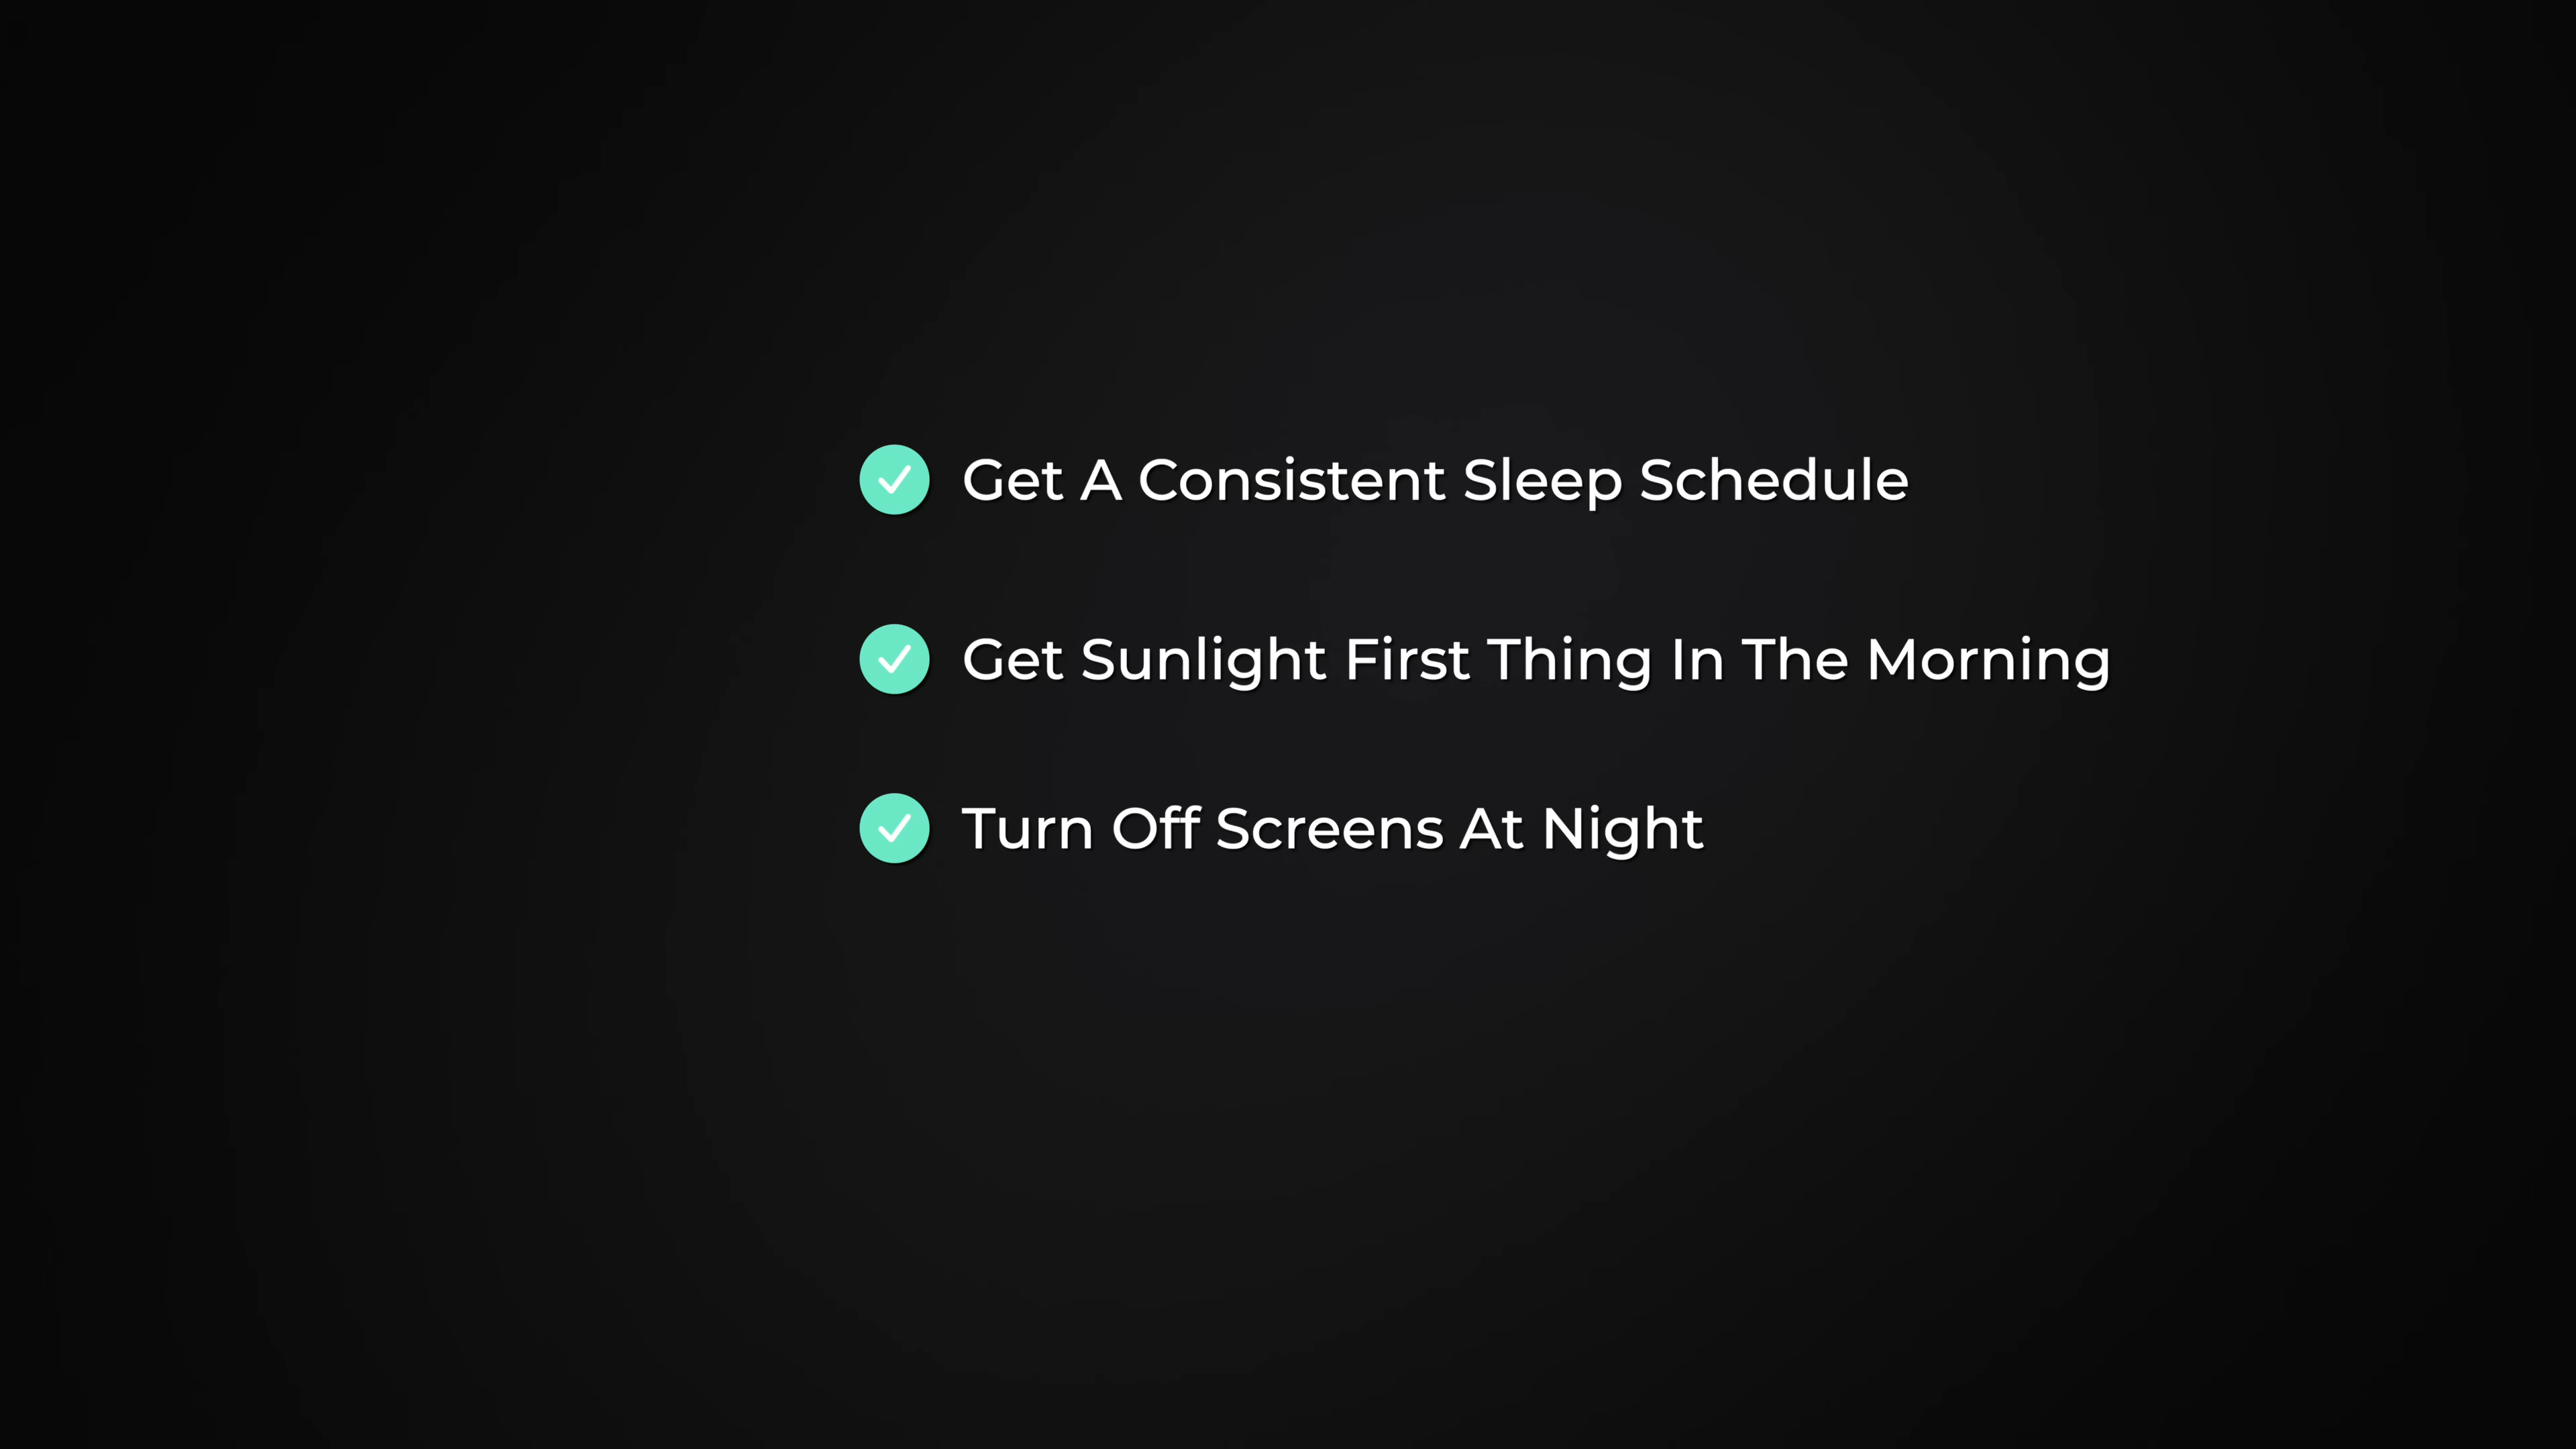 Get A Consistent Sleep Schedule
Get Sunlight First Thing In The Morning
Turn Off Screens At Night